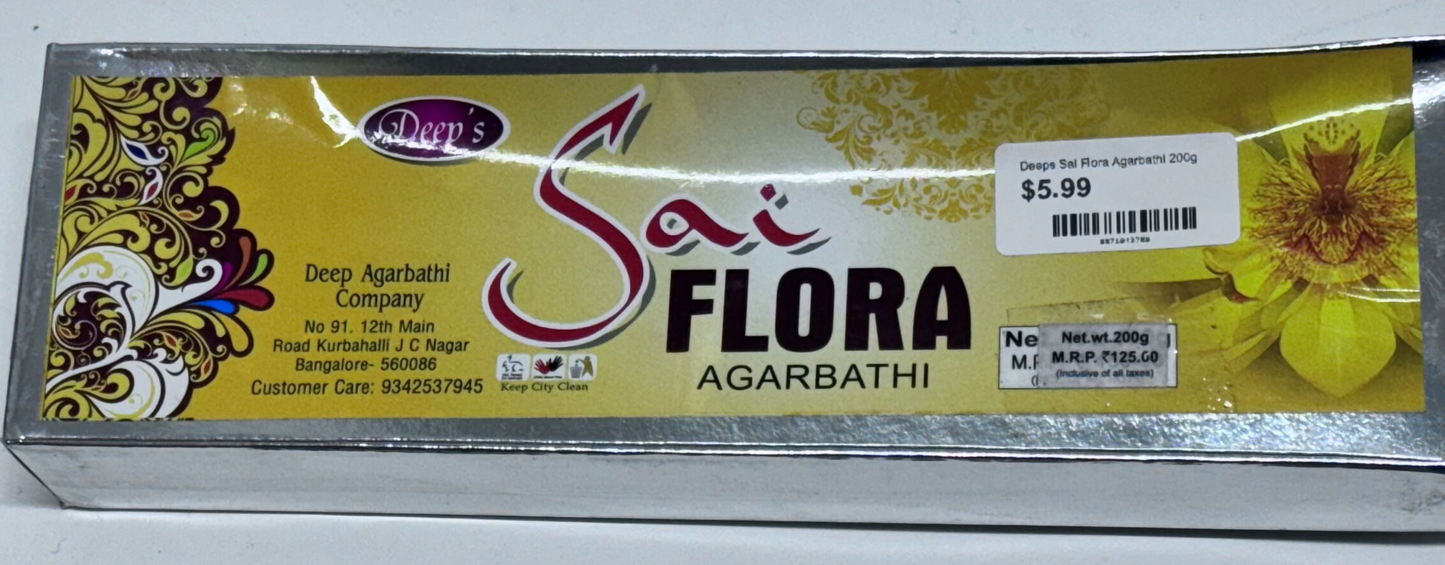 Deep's
Sai
FLORA
AGARBATHI
Deep Agarbathi
Company
No 91. 12th Main
Road Kurbahalli J C Nagar
Bangalore- 560086
Customer Care: 9342537945
Keep City Clean
Deeps Sai Flora Agarbathi 200g
$5.99
Ne
M.
Net.wt.200g
M.R.P. ₹125.00
(Inclusive of all taxes)